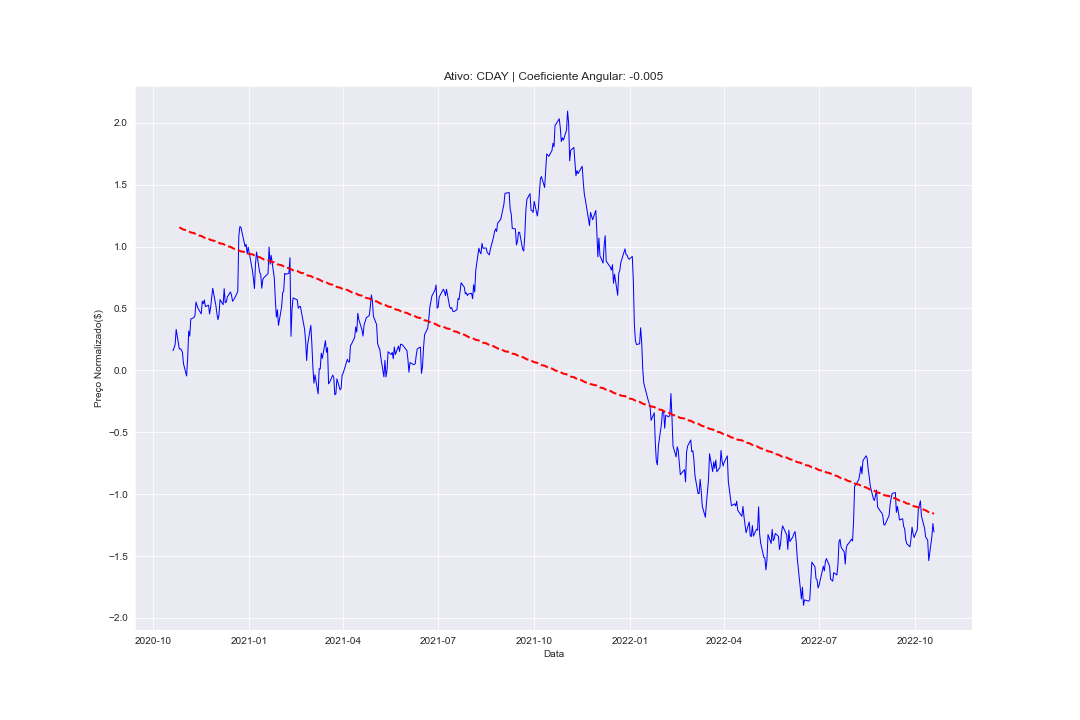 Ativo: CDAY | Coeficiente Angular: -0.005
Preço Normalizado($)
2.0
1.5
1.0
0.5
0.0
−0.5
−1.0
−1.5
−2.0
2020-10 2021-01 2021-04 2021-07 2021-10 2022-01 2022-04 2022-07 2022-10
Data